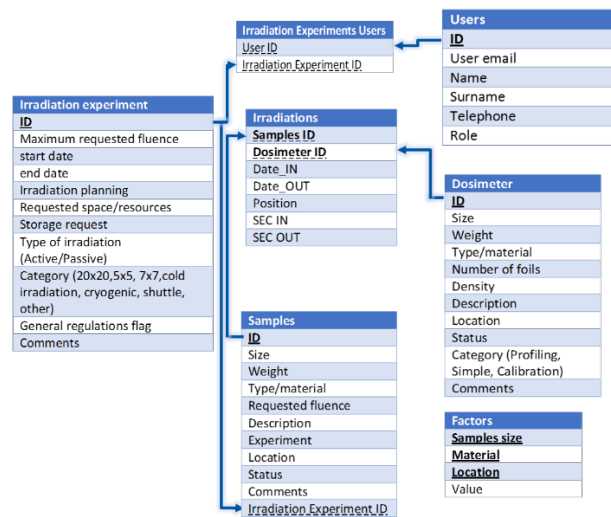 Irradiation Experiments Users
User ID
Irradiation Experiment ID
Users
ID
User email
Name
Surname
Telephone
Role
Irradiation experiment
ID
Maximum requested fluence
start date
end date
Irradiation planning
Requested space/resources
Storage request
Type of irradiation
(Active/Passive)
Category (20x20,5x5, 7x7,cold
irradiation, cryogenic, shuttle,
other)
General regulations flag
Comments
Irradiations
Samples ID
Dosimeter ID
Date_IN
Date_OUT
Position
SEC IN
SEC OUT
Dosimeter
ID
Size
Weight
Type/material
Number of foils
Density
Description
Location
Status
Category (Profiling,
Simple, Calibration)
Comments
Samples
ID
Size
Weight
Type/material
Requested fluence
Description
Experiment
Location
Status
Comments
Irradiation Experiment ID
Factors
Samples size
Material
Location
Value